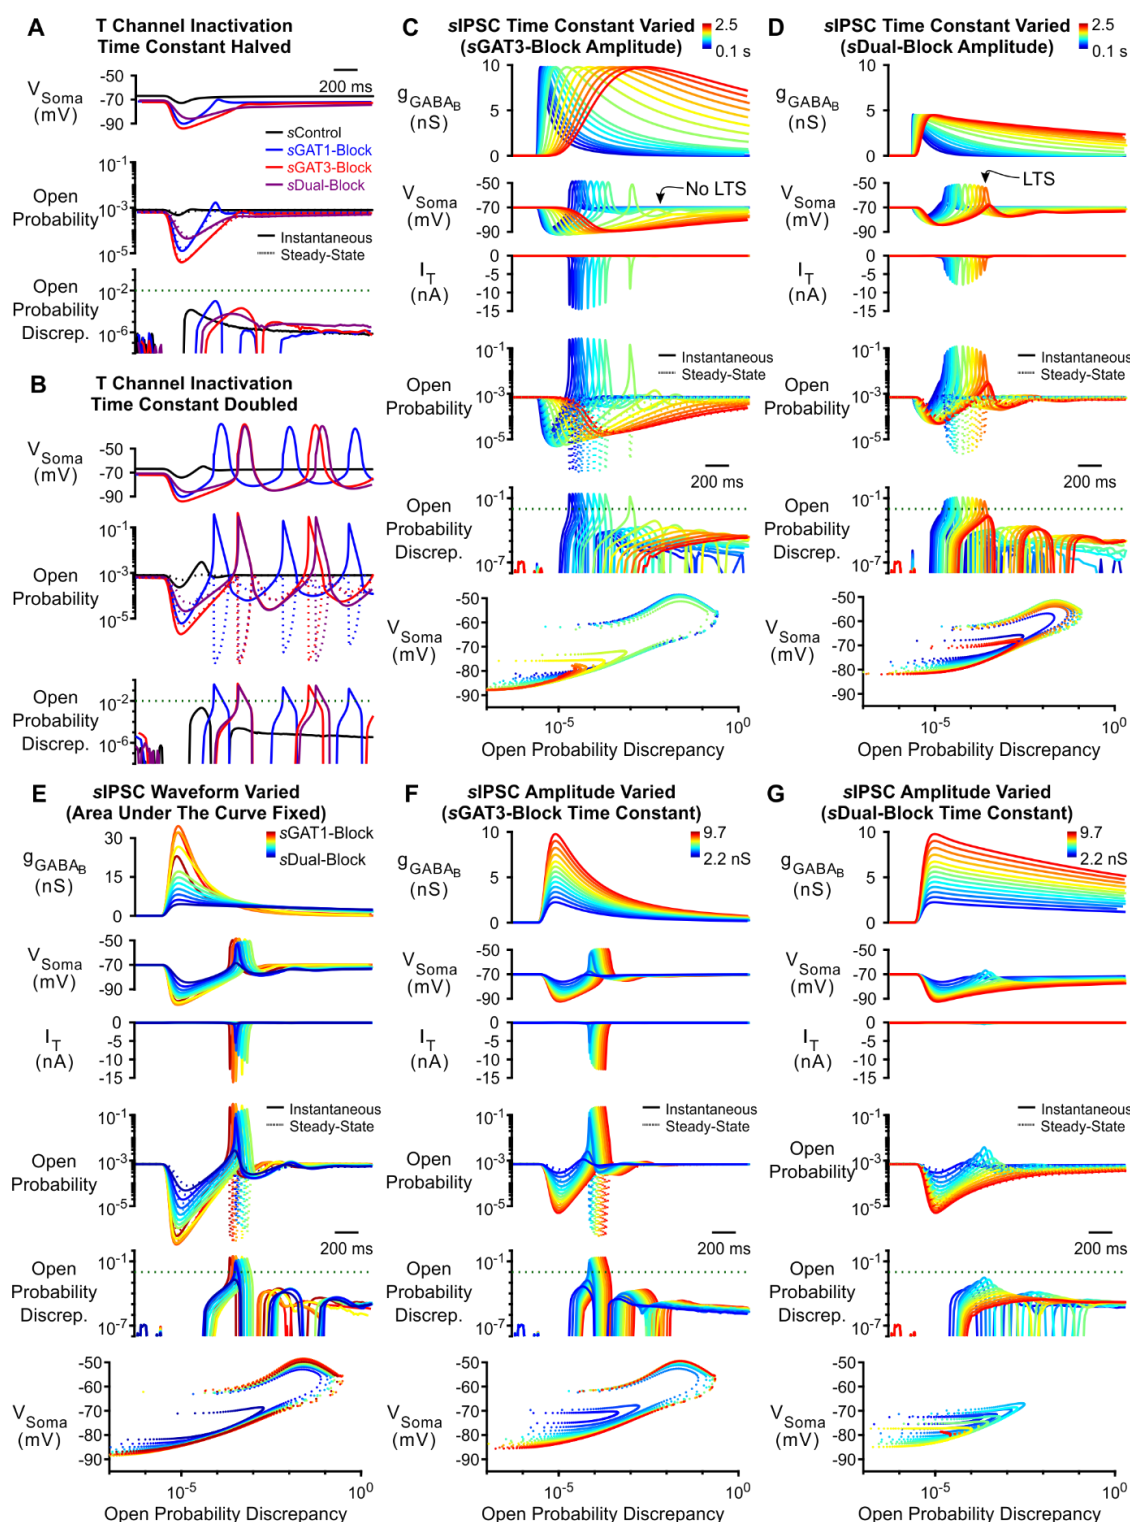 A
T Channel Inactivation
Time Constant Halved
-50
-70
-90
V Soma
(mV)
200 ms
sControl
sGAT1-Block
sGAT3-Block
sDual-Block
10-1
10-3
10-5
Open
Probability
Instantaneous
Steady-State
Open
Probability
Discrep.
10-2
10-6
B
T Channel Inactivation
Time Constant Doubled
V Soma
(mV)
-50
-70
-90
Open
Probability
10-1
10-3
10-5
Open
Probability
Discrep.
10-2
10-6
C
sIPSC Time Constant Varied
(sGAT3-Block Amplitude)
2.5
0.1 s
gGABAB
(nS)
10
5
0
V Soma
(mV)
-50
-70
-90
No LTS
IT
(nA)
0
-5
-10
-15
Open
Probability
10-1
10-3
10-5
Instantaneous
Steady-State
200 ms
Open
Probability
Discrep.
10-1
10-7
V Soma
(mV)
-50
-60
-70
-80
-90
10-5
100
Open Probability Discrepancy
D
sIPSC Time Constant Varied
(sDual-Block Amplitude)
2.5
0.1 s
gGABAB
(nS)
10
5
0
V Soma
(mV)
-50
-70
-90
LTS
IT
(nA)
0
-5
-10
-15
Open
Probability
10-1
10-3
10-5
Instantaneous
Steady-State
200 ms
Open
Probability
Discrep.
10-1
10-7
V Soma
(mV)
-50
-60
-70
-80
-90
10-5
100
Open Probability Discrepancy
E
sIPSC Waveform Varied
(Area Under The Curve Fixed)
sGAT1-Block
sDual-Block
gGABAB
(nS)
30
15
0
V Soma
(mV)
-50
-70
-90
IT
(nA)
0
-5
-10
-15
Open
Probability
10-1
10-3
10-5
Instantaneous
Steady-State
200 ms
Open
Probability
Discrep.
10-1
10-7
V Soma
(mV)
-50
-60
-70
-80
-90
10-5
100
Open Probability Discrepancy
F
sIPSC Amplitude Varied
(sGAT3-Block Time Constant)
9.7
2.2 nS
gGABAB
(nS)
10
5
0
V Soma
(mV)
-50
-70
-90
IT
(nA)
0
-5
-10
-15
Open
Probability
10-1
10-3
10-5
Instantaneous
Steady-State
200 ms
Open
Probability
Discrep.
10-1
10-7
V Soma
(mV)
-50
-60
-70
-80
-90
10-5
100
Open Probability Discrepancy
G
sIPSC Amplitude Varied
(sDual-Block Time Constant)
9.7
2.2 nS
gGABAB
(nS)
10
5
0
V Soma
(mV)
-50
-70
-90
IT
(nA)
0
-5
-10
-15
Open
Probability
10-1
10-3
10-5
Instantaneous
Steady-State
200 ms
Open
Probability
Discrep.
10-1
10-7
V Soma
(mV)
-50
-60
-70
-80
-90
10-5
100
Open Probability Discrepancy